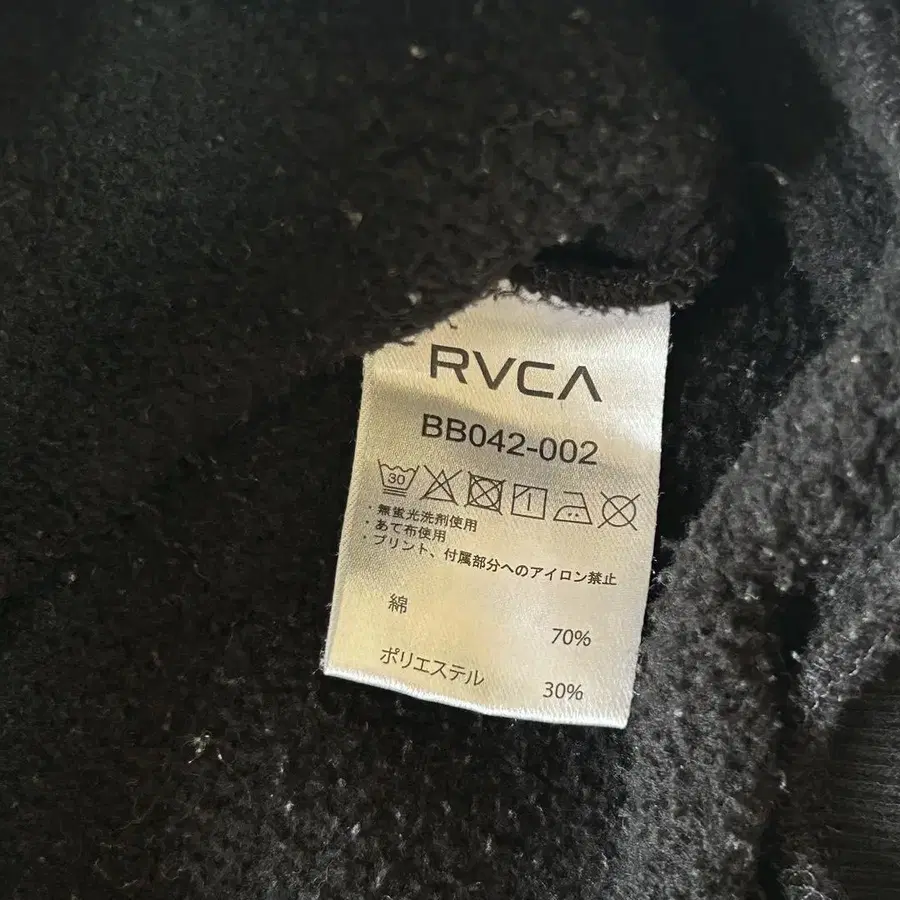 RVCA
BB042-002
30
・無蛍光洗剤使用
・あて布使用
・プリント、付属部分へのアイロン禁止
綿 70%
ポリエステル 30%